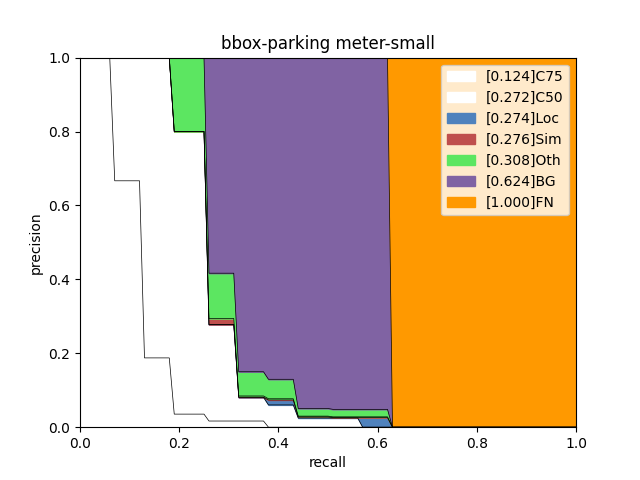 bbox-parking meter-small
1.0
0.8
0.6
0.4
0.2
0.0
precision
[0.124]C75
[0.272]C50
[0.274]Loc
[0.276]Sim
[0.308]Oth
[0.624]BG
[1.000]FN
0.0 0.2 0.4 0.6 0.8 1.0
recall